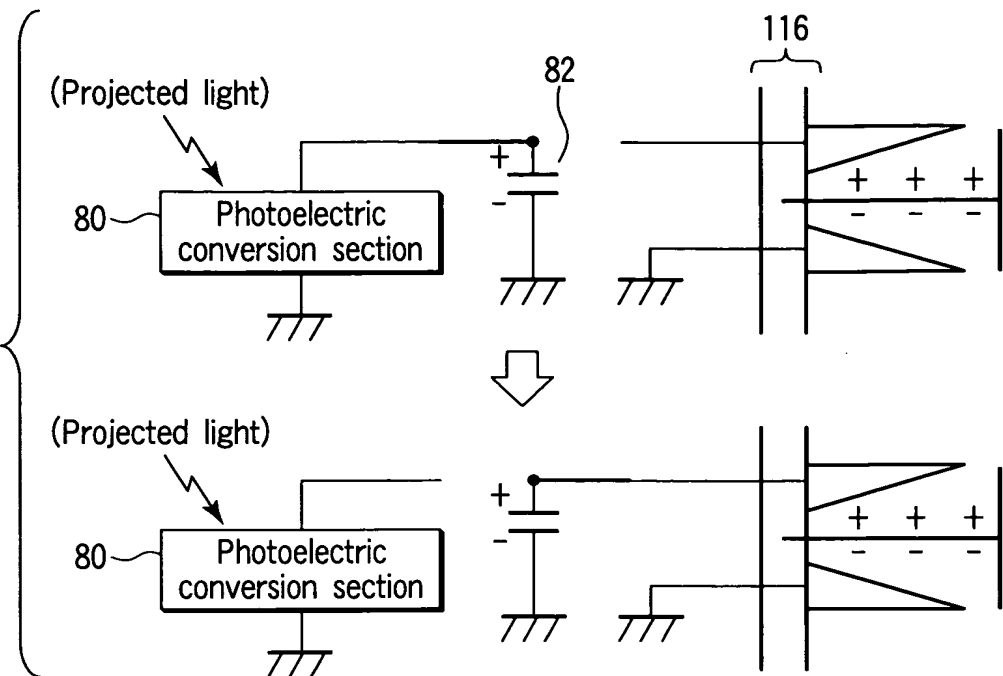 116
82
(Projected light)
+
-
80
Photoelectric
conversion section
+ + +
- - -
(Projected light)
+
-
80
Photoelectric
conversion section
+ + +
- - -